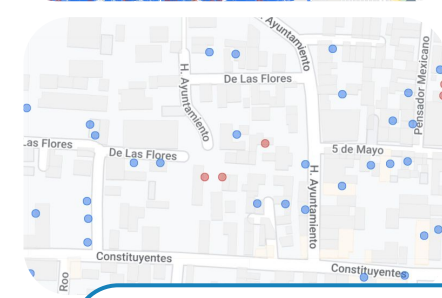 H. Ayuntamiento
De Las Flores
H. Ayuntamiento
Pensador Mexicano
Las Flores
De Las Flores
5 de Mayo
H. Ayuntamiento
Constituyentes
Constituyentes
Roo